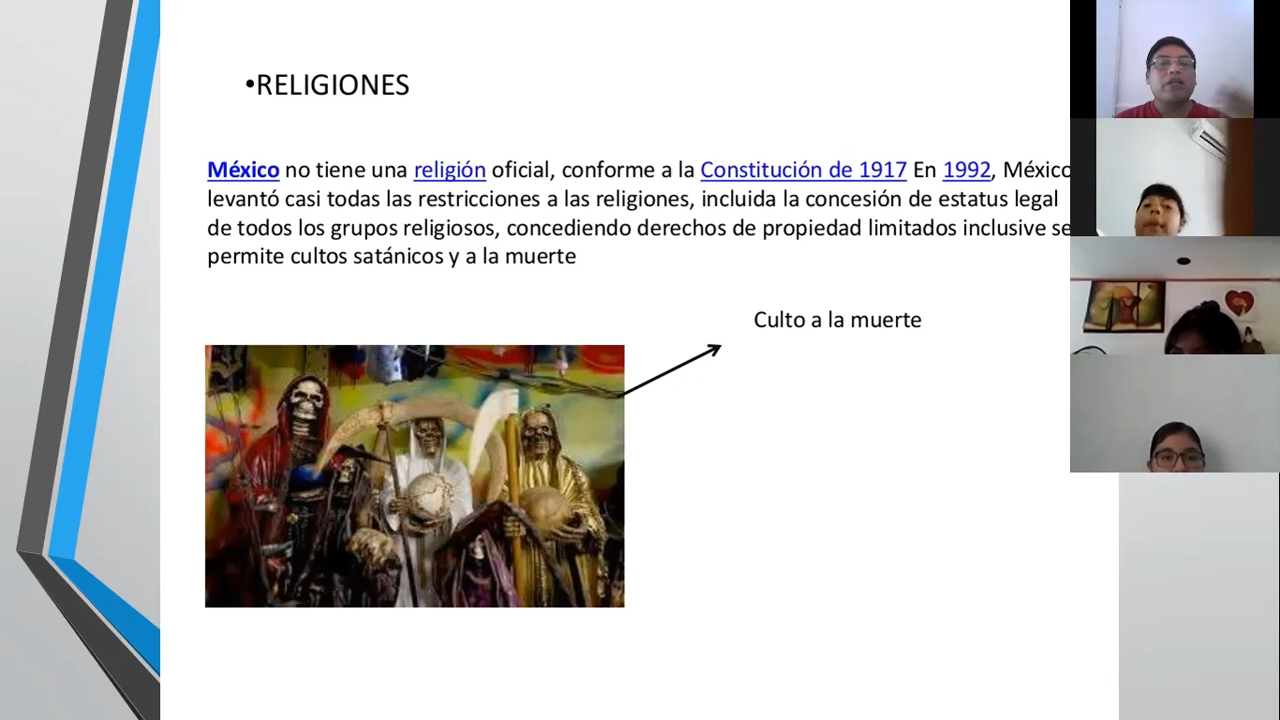 •RELIGIONES
México no tiene una religión oficial, conforme a la Constitución de 1917 En 1992, México
levantó casi todas las restricciones a las religiones, incluida la concesión de estatus legal
de todos los grupos religiosos, concediendo derechos de propiedad limitados inclusive se
permite cultos satánicos y a la muerte
Culto a la muerte